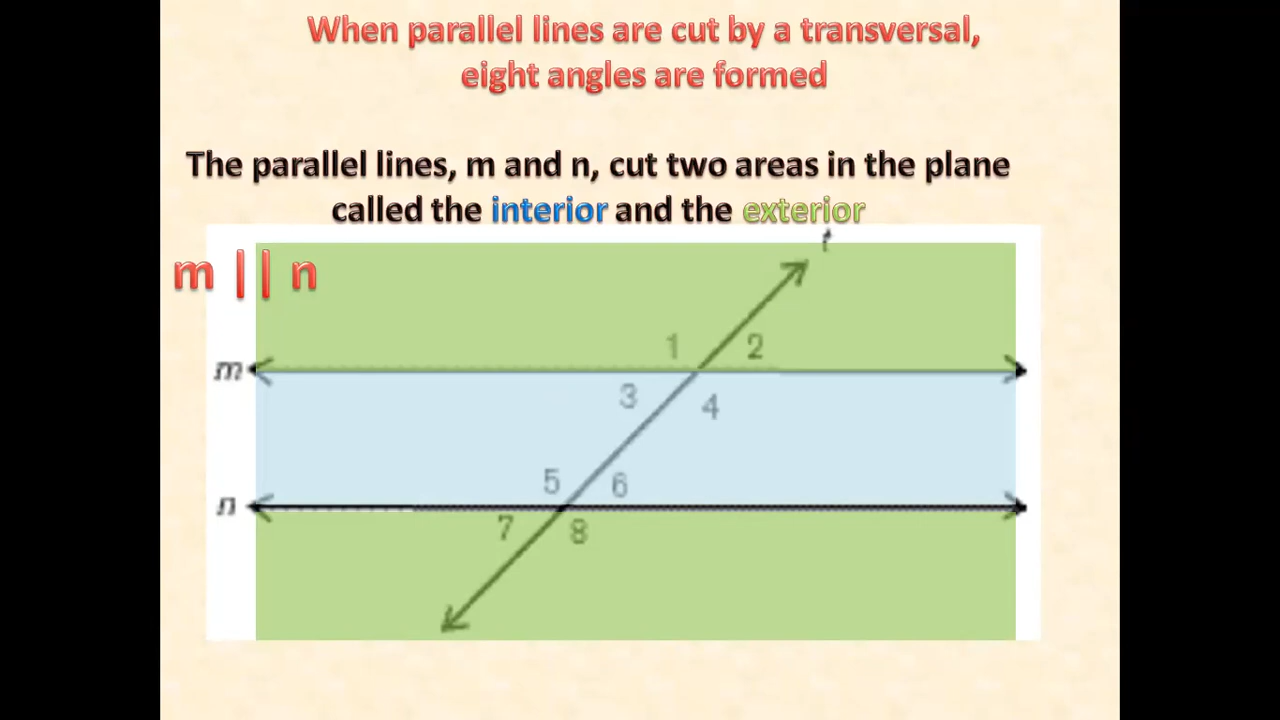 When parallel lines are cut by a transversal,
eight angles are formed
The parallel lines, m and n, cut two areas in the plane
called the interior and the exterior
t
m || n
1 2
m
3 4
5 6
n
7 8